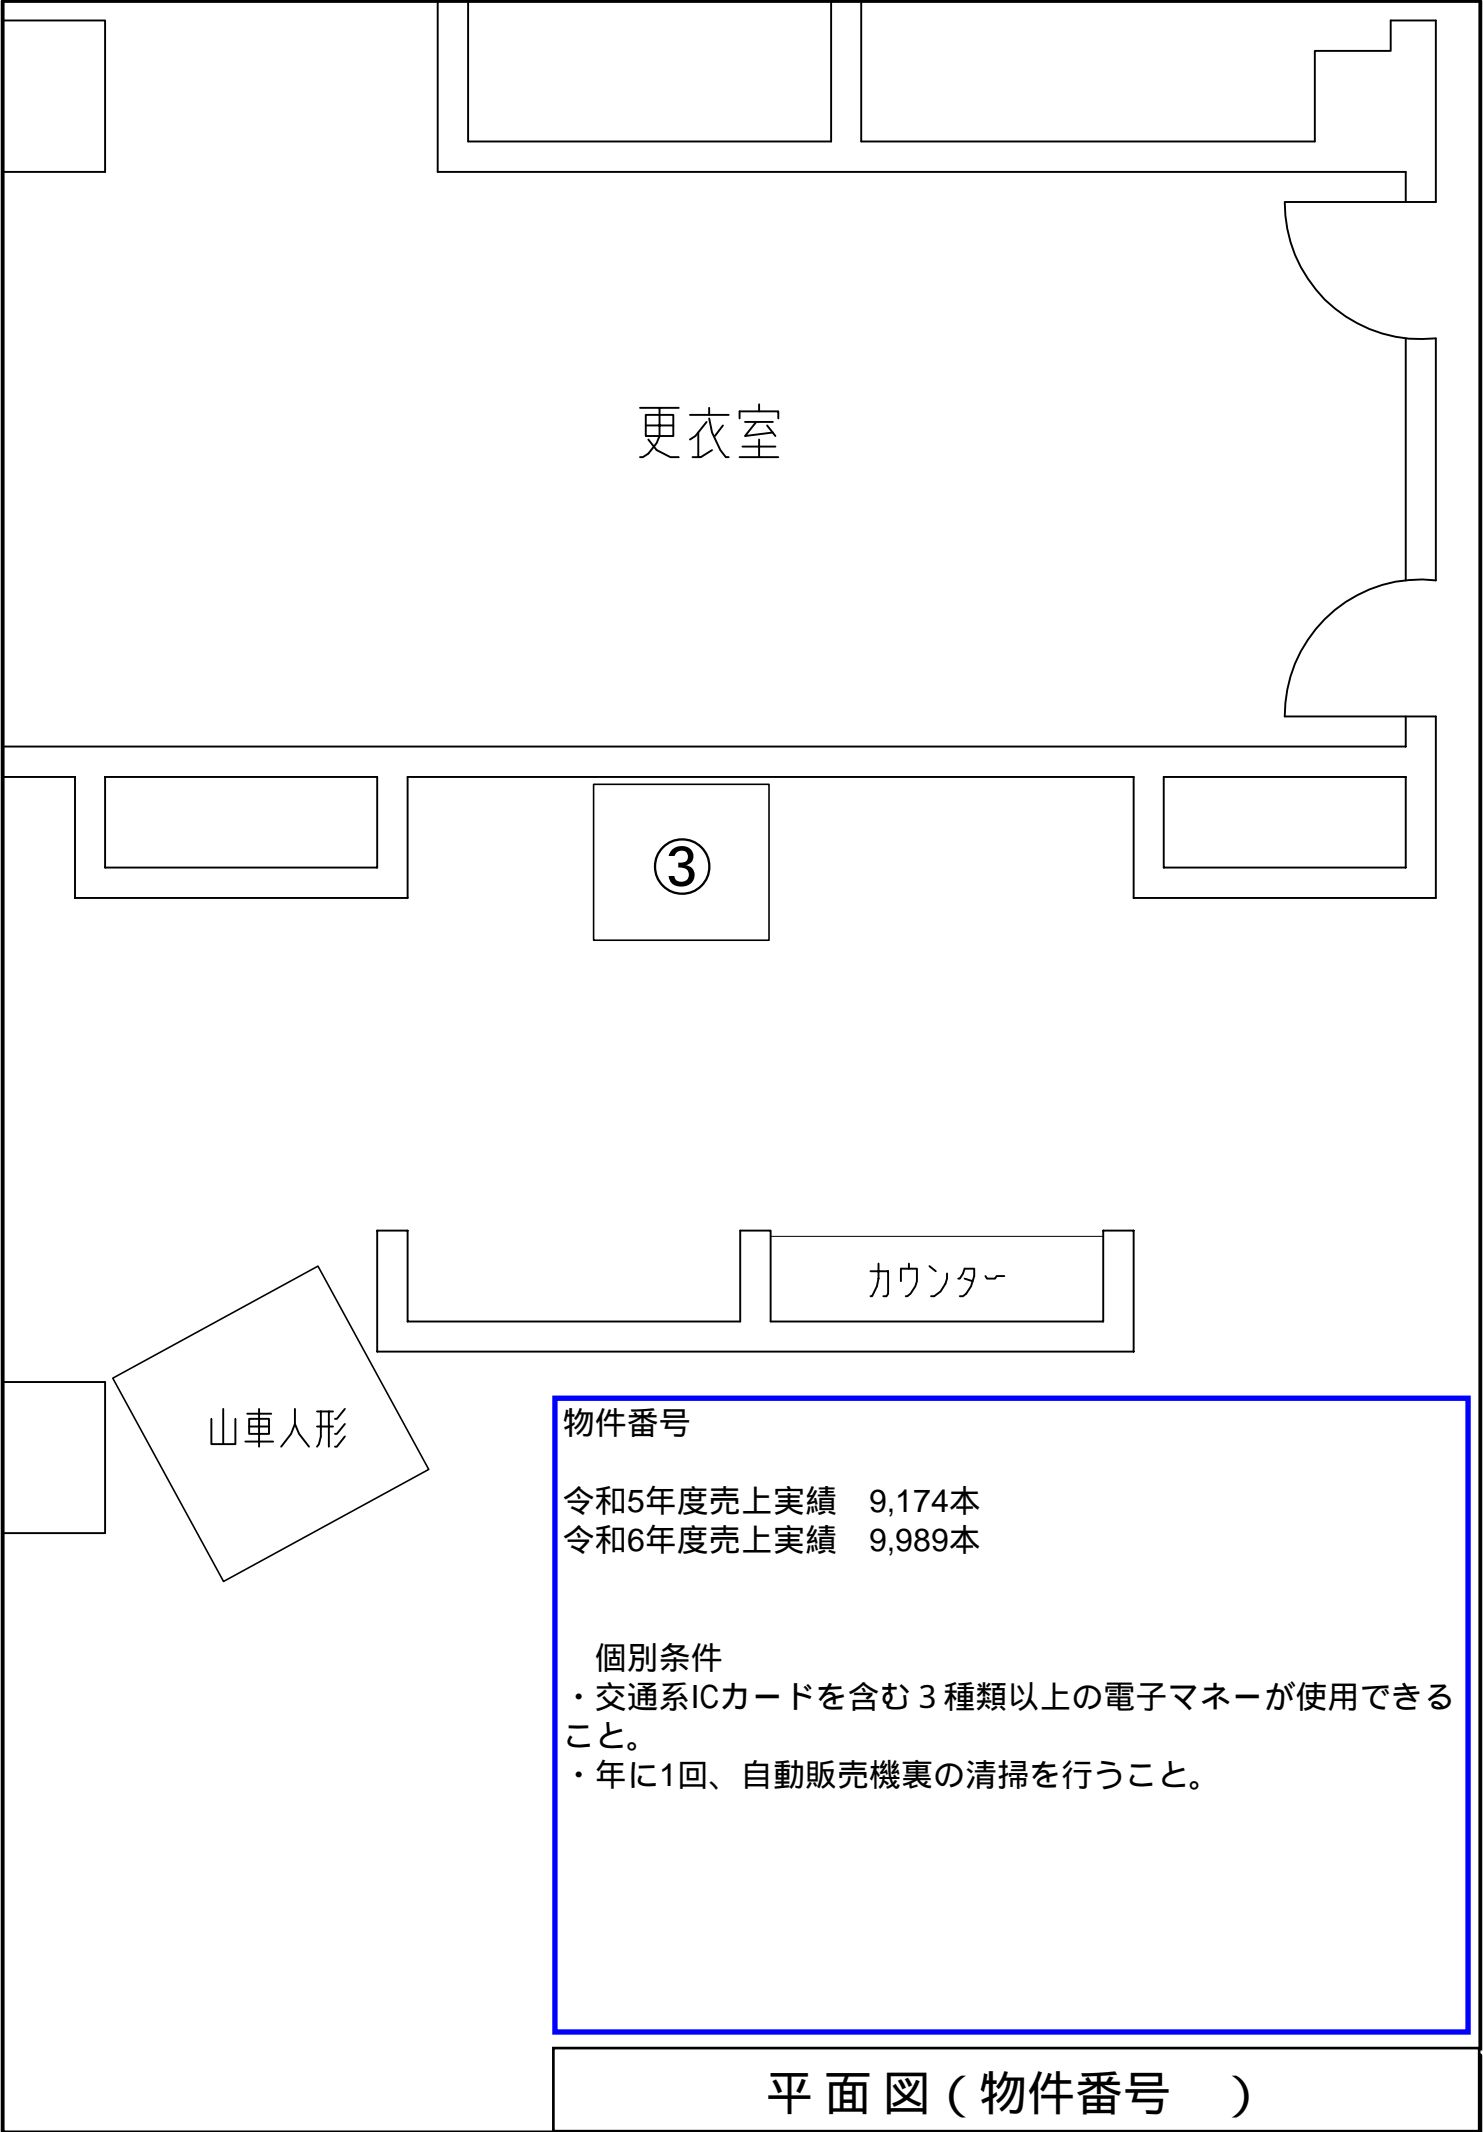 更衣室
③
カウンター
山車人形
物件番号
令和5年度売上実績　9,174本
令和6年度売上実績　9,989本
個別条件
・交通系ICカードを含む３種類以上の電子マネーが使用できる
こと。
・年に1回、自動販売機裏の清掃を行うこと。
平面図(物件番号　)